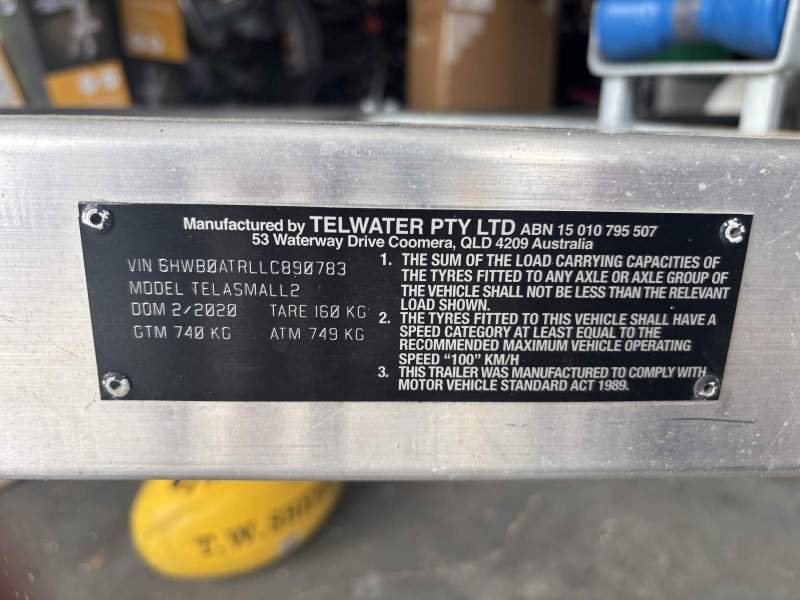 Manufactured by TELWATER PTY LTD ABN 15 010 795 507
53 Waterway Drive Coomera, QLD 4209 Australia
VIN 6HWB0ATRLLC890783
MODEL TELASMALL2
DOM 2/2020 TARE 160 KG
GTM 740 KG ATM 749 KG
1. THE SUM OF THE LOAD CARRYING CAPACITIES OF
THE TYRES FITTED TO ANY AXLE OR AXLE GROUP OF
THE VEHICLE SHALL NOT BE LESS THAN THE RELEVANT
LOAD SHOWN.
2. THE TYRES FITTED TO THIS VEHICLE SHALL HAVE A
SPEED CATEGORY AT LEAST EQUAL TO THE
RECOMMENDED MAXIMUM VEHICLE OPERATING
SPEED “100” KM/H
3. THIS TRAILER WAS MANUFACTURED TO COMPLY WITH
MOTOR VEHICLE STANDARD ACT 1989.
T.W.